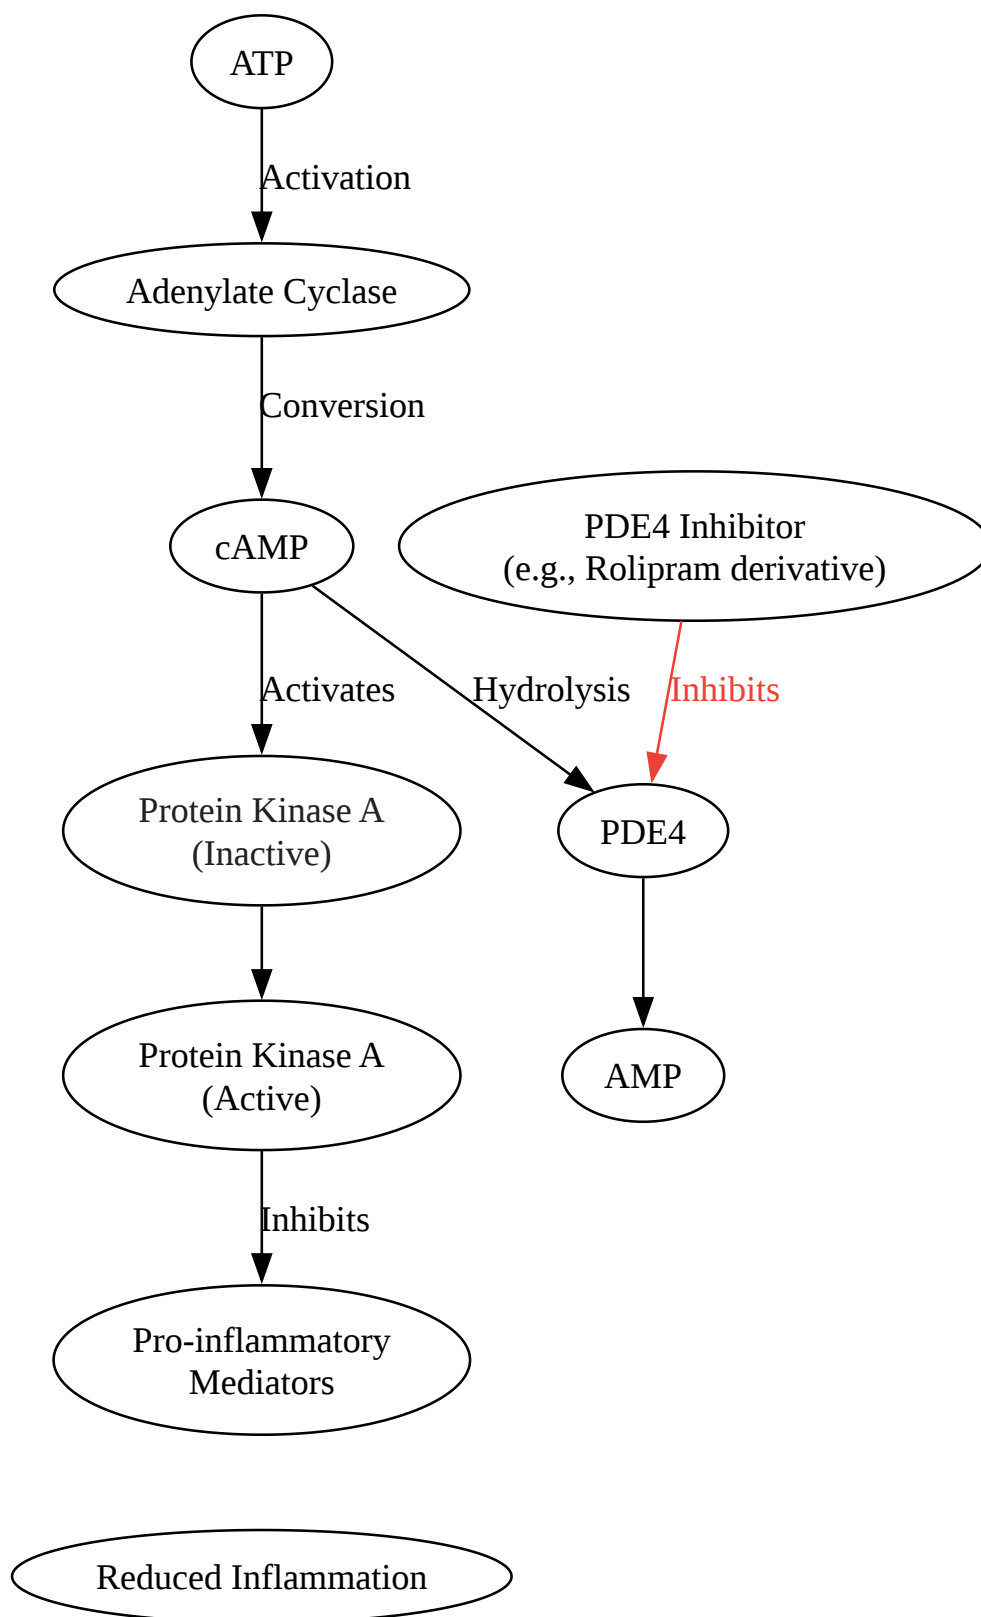 ATP
Activation
Adenylate Cyclase
Conversion
cAMP
PDE4 Inhibitor
(e.g., Rolipram derivative)
Activates
Hydrolysis
Inhibits
Protein Kinase A
(Inactive)
PDE4
Protein Kinase A
(Active)
AMP
Inhibits
Pro-inflammatory
Mediators
Reduced Inflammation